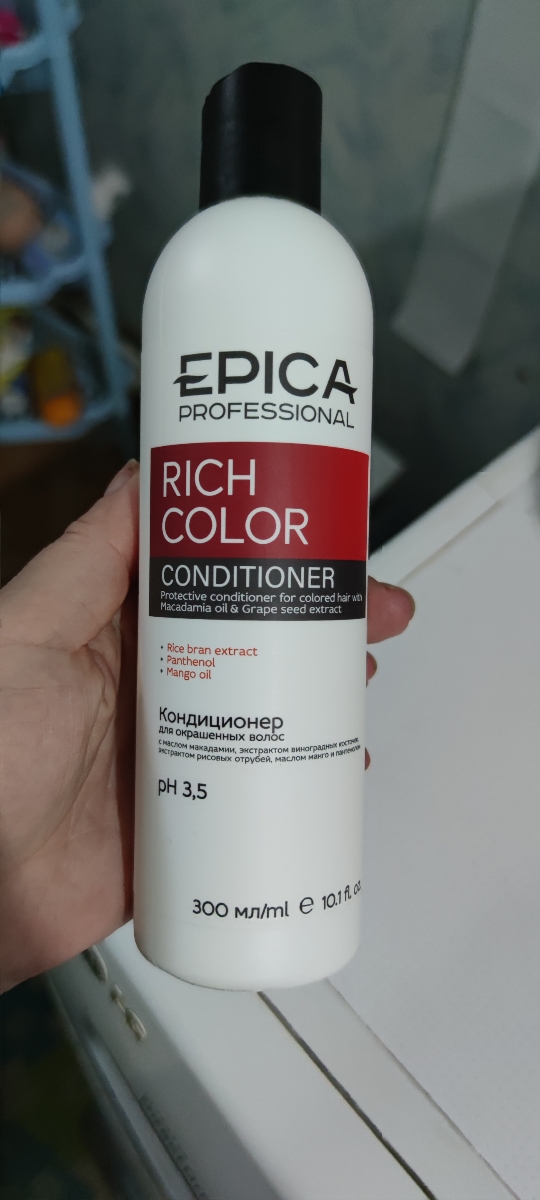 EPICA
PROFESSIONAL
RICH
COLOR
CONDITIONER
Protective conditioner for colored hair with
Macadamia oil & Grape seed extract
• Rice bran extract
• Panthenol
• Mango oil
Кондиционер
для окрашенных волос
с маслом макадамии, экстрактом виноградных косточек,
экстрактом рисовых отрубей, маслом манго и пантенолом
pH 3,5
300 мл/ml ℮ 10.1 fl. oz.